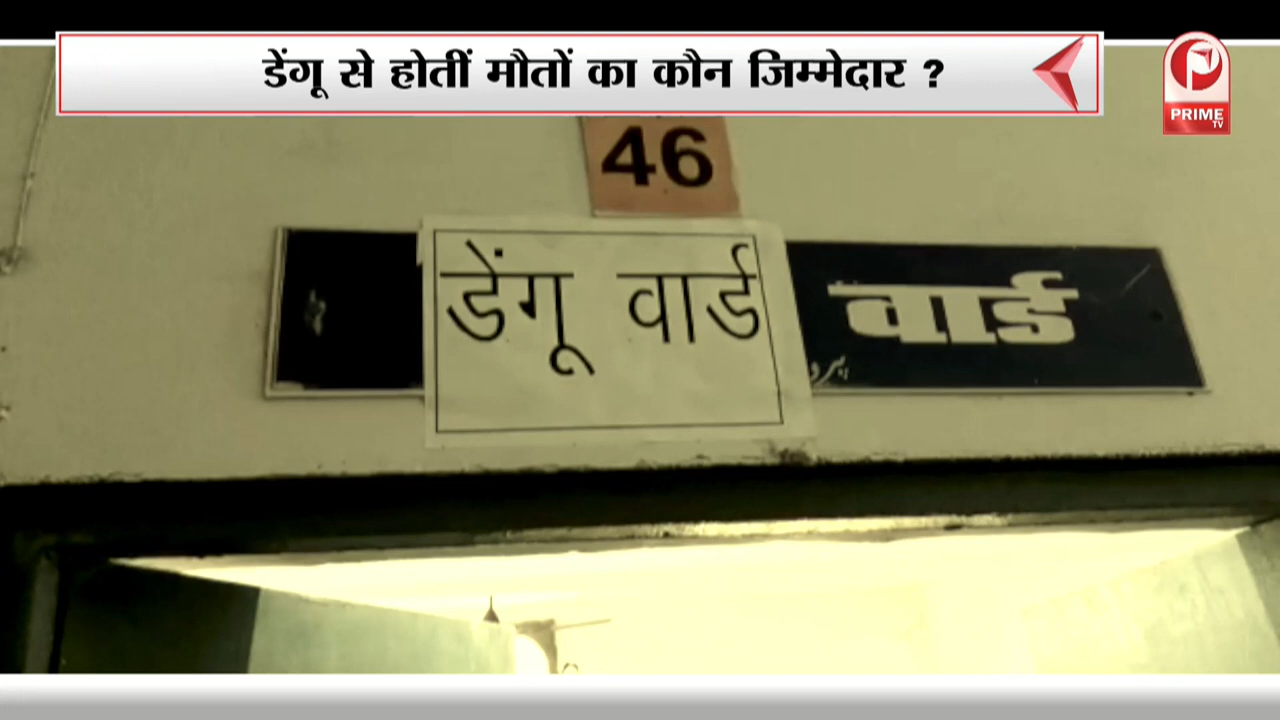 डेंगू से होतीं मौतों का कौन जिम्मेदार ?
PRIME
TV
46
डेंगू वार्ड
वार्ड